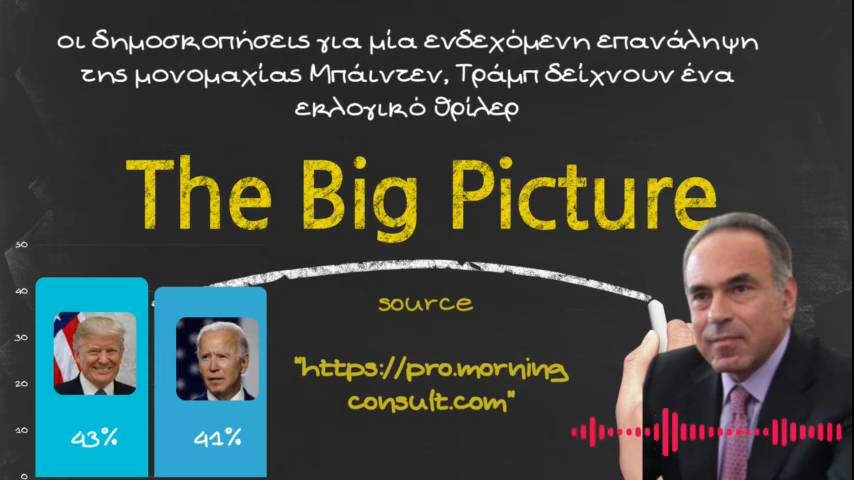 οι δημοσκοπήσεις για μία ενδεχόμενη επανάληψη
της μονομαχίας Μπάιντεν, Τράμπ δείχνουν ένα
εκλογικό θρίλερ
The Big Picture
50
40
30
20
10
0
43%
41%
source
"https://pro.morning
consult.com"